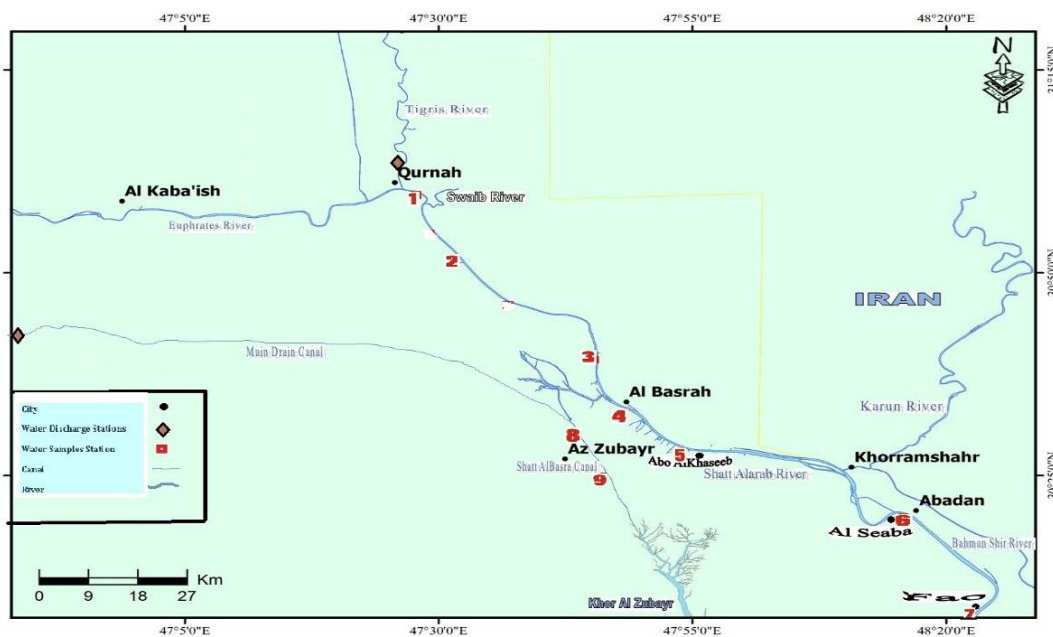 47°5'0"E 47°30'0"E 47°55'0"E 48°20'0"E
N
Tigris River
Qurnah
1
Swaib River
Al Kaba'ish
Euphrates River
2
IRAN
Main Drain Canal
3
Al Basrah
4
Karun River
8
Az Zubayr
5
Abo AlKhaseeb
Shatt AlBasra Canal
Shatt Alarab River
Khorramshahr
9
Abadan
6
Al Seaba
Bahman Shir River
Khor Al Zubayr
Fao
7
City
Water Discharge Stations
Water Samples Station
Canal
River
Km
0 9 18 27
47°5'0"E 47°30'0"E 47°55'0"E 48°20'0"E